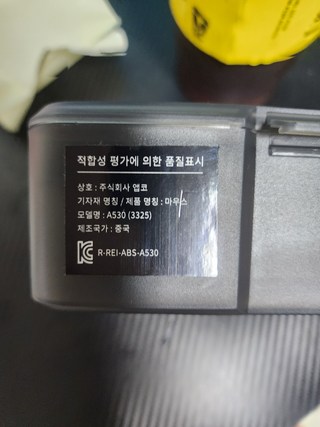 적합성 평가에 의한 품질표시
상호 : 주식회사 앱코
기자재 명칭 / 제품 명칭 : 마우스
모델명 : A530 (3325)
제조국가 : 중국
R-REI-ABS-A530